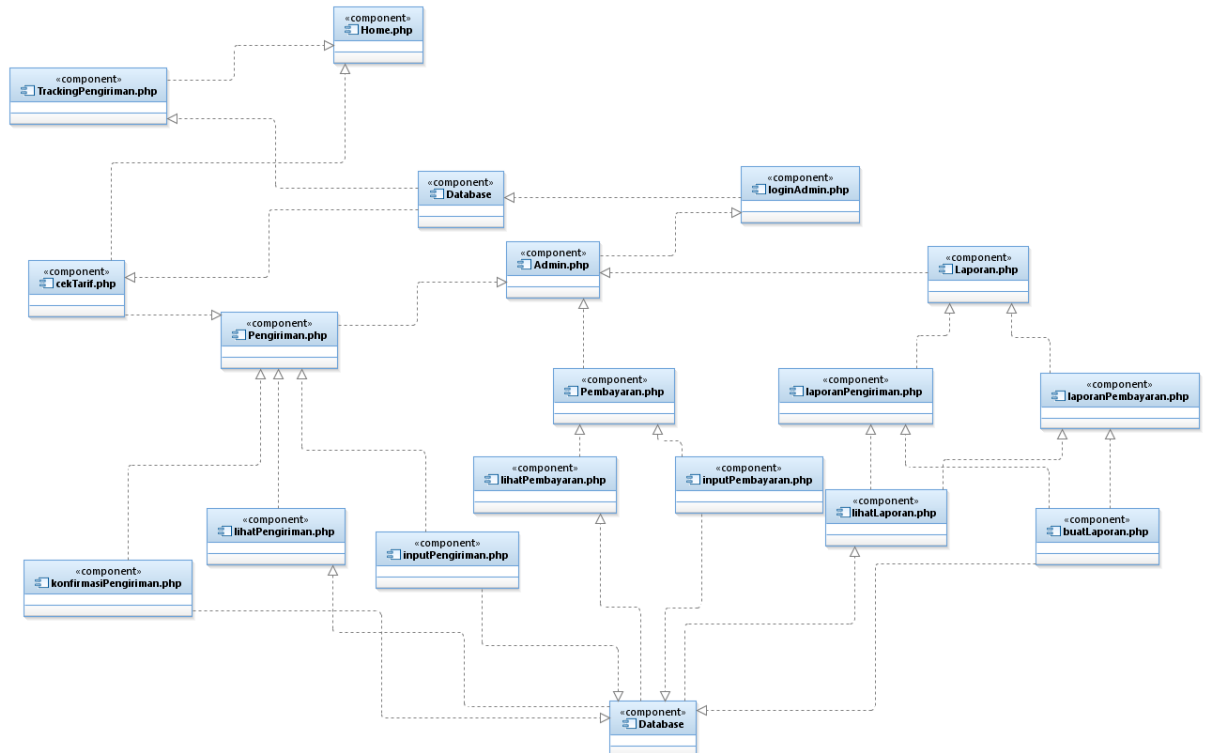 «component»
Home.php
«component»
TrackingPengiriman.php
«component»
Database
«component»
loginAdmin.php
«component»
Admin.php
«component»
Laporan.php
«component»
cekTarif.php
«component»
Pengiriman.php
«component»
Pembayaran.php
«component»
laporanPengiriman.php
«component»
laporanPembayaran.php
«component»
lihatPembayaran.php
«component»
inputPembayaran.php
«component»
lihatLaporan.php
«component»
buatLaporan.php
«component»
lihatPengiriman.php
«component»
inputPengiriman.php
«component»
konfirmasiPengiriman.php
«component»
Database